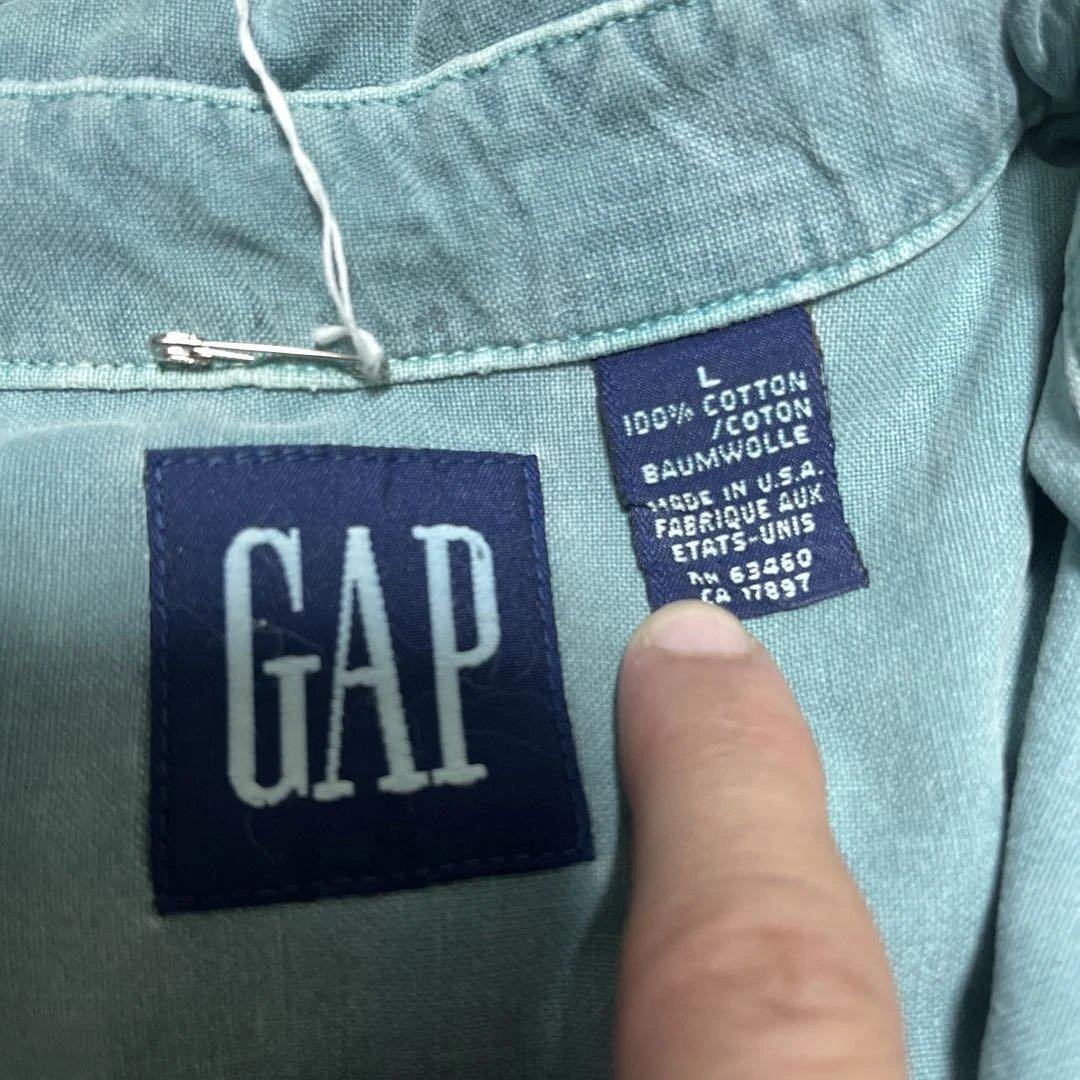 GAP
L
100% COTTON
/COTON
BAUMWOLLE
MADE IN U.S.A.
FABRIQUE AUX
ETATS-UNIS
RN 63460
CA 17897